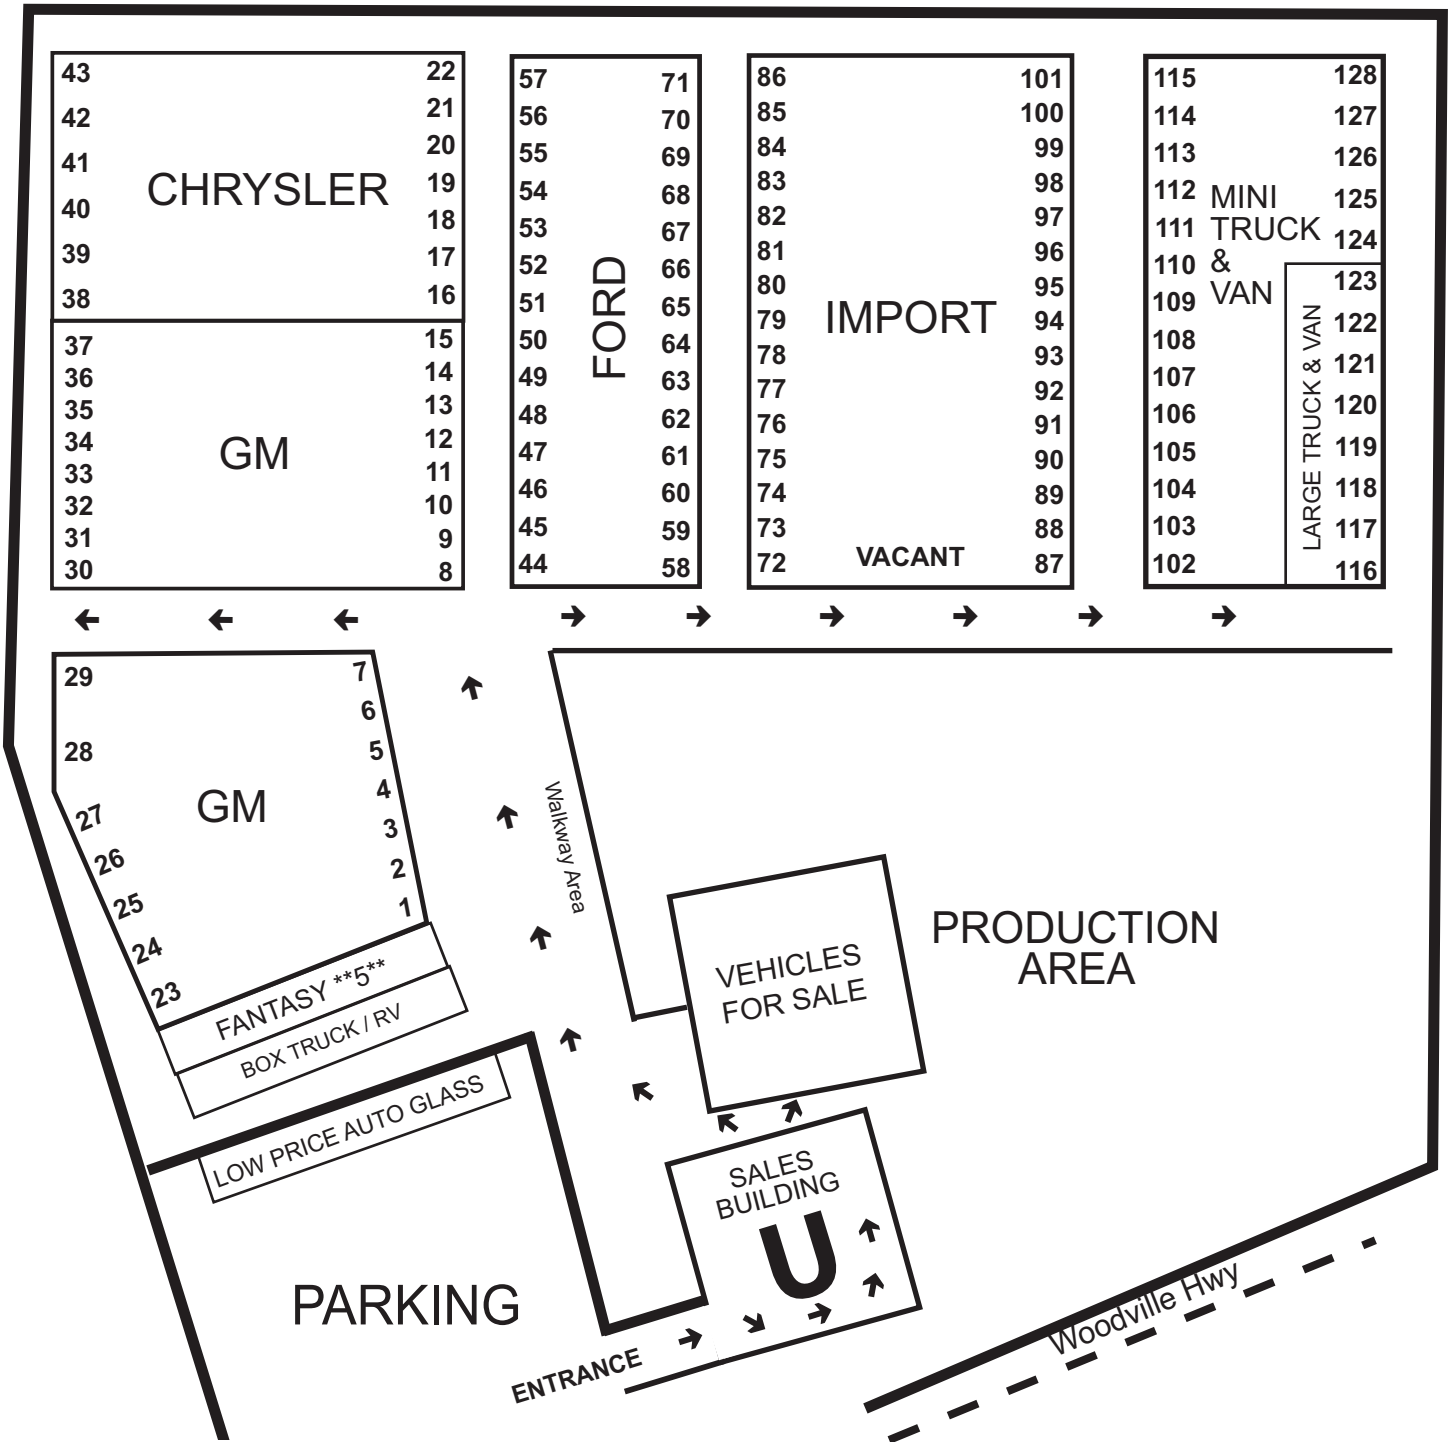 43 22
42 21
41 20
40 19
39 18
38 17
16
CHRYSLER
37 15
36 14
35 13
34 12
33 11
32 10
31 9
30 8
GM
57 71
56 70
55 69
54 68
53 67
52 66
51 65
50 64
49 63
48 62
47 61
46 60
45 59
44 58
FORD
86 101
85 100
84 99
83 98
82 97
81 96
80 95
79 94
78 93
77 92
76 91
75 90
74 89
73 88
72 87
IMPORT
VACANT
115 128
114 127
113 126
112 125
111 124
110 123
109 122
108 121
107 120
106 119
105 118
104 117
103 116
102
MINI
TRUCK
&
VAN
LARGE TRUCK & VAN
29 7
28 6
27 5
26 4
25 3
24 2
23 1
GM
FANTASY **5**
BOX TRUCK / RV
LOW PRICE AUTO GLASS
Walkway Area
VEHICLES
FOR SALE
PRODUCTION
AREA
SALES
BUILDING
U
PARKING
ENTRANCE
Woodville Hwy